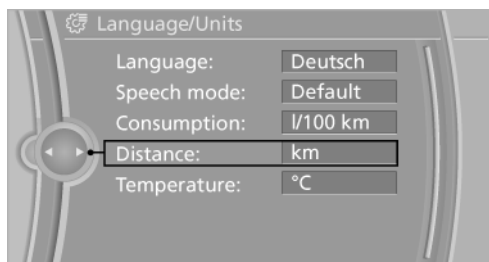 Language/Units
Language: Deutsch
Speech mode: Default
Consumption: l/100 km
Distance: km
Temperature: °C